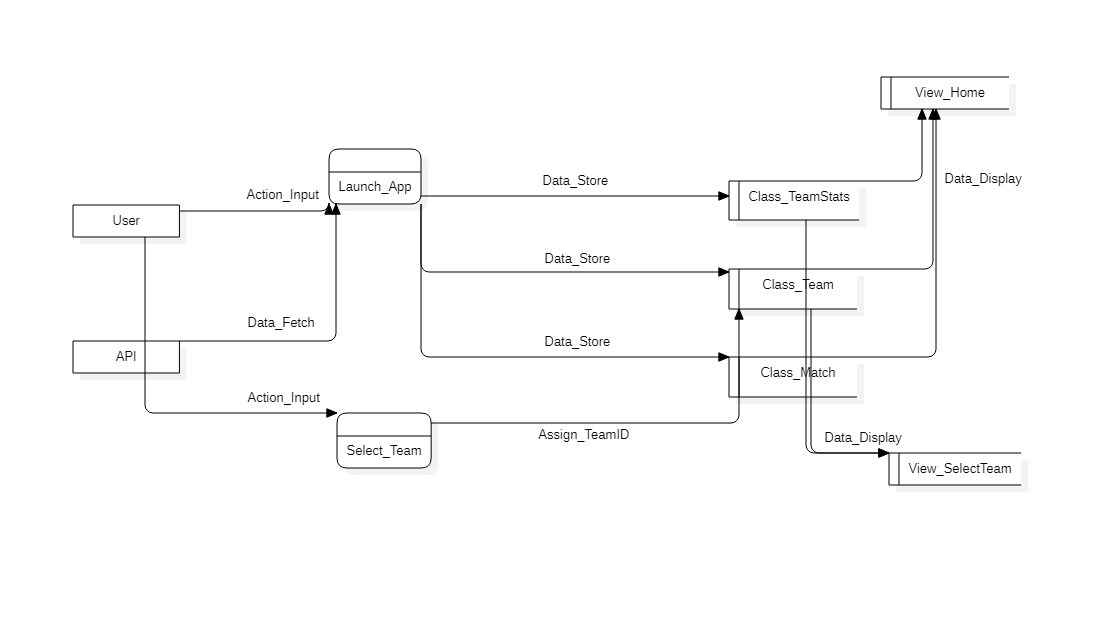 View_Home
Data_Display
Launch_App
Action_Input
Data_Store
Class_TeamStats
User
Data_Store
Class_Team
Data_Fetch
Data_Store
API
Class_Match
Action_Input
Assign_TeamID
Data_Display
Select_Team
View_SelectTeam